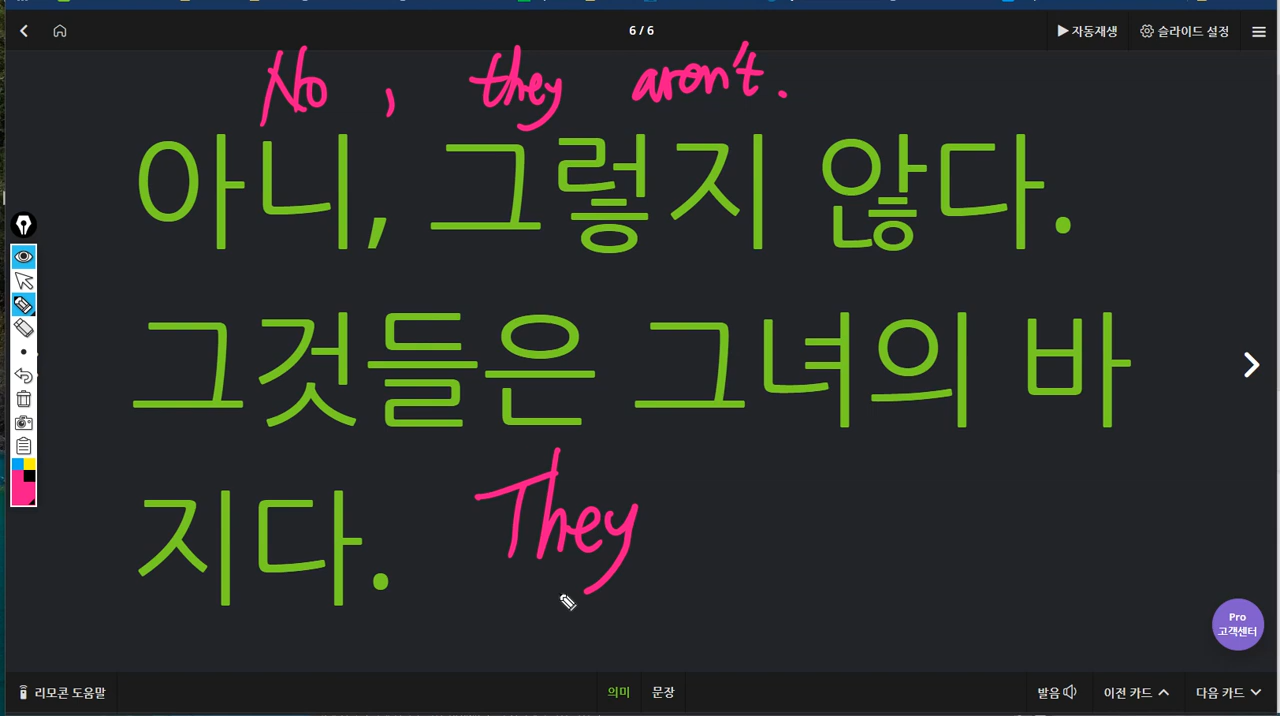 6 / 6
자동재생
슬라이드 설정
No, they aron't.
아니, 그렇지 않다.
그것들은 그녀의 바
지다.
They
Pro
고객센터
리모콘 도움말
의미
문장
발음
이전 카드
다음 카드